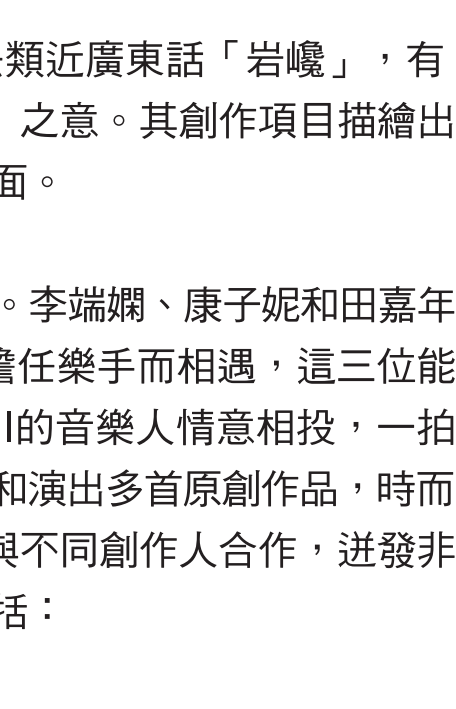 類近廣東話「岩巉」，有
」之意。其創作項目描繪出
面。
。李端嫻、康子妮和田嘉年
擔任樂手而相遇，這三位能
的音樂人情意相投，一拍
和演出多首原創作品，時而
與不同創作人合作，迸發非
括：